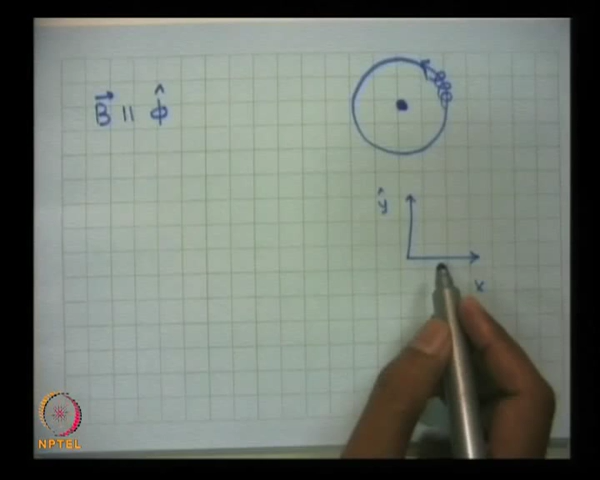 B⃗ || φ̂
ŷ
x
NPTEL